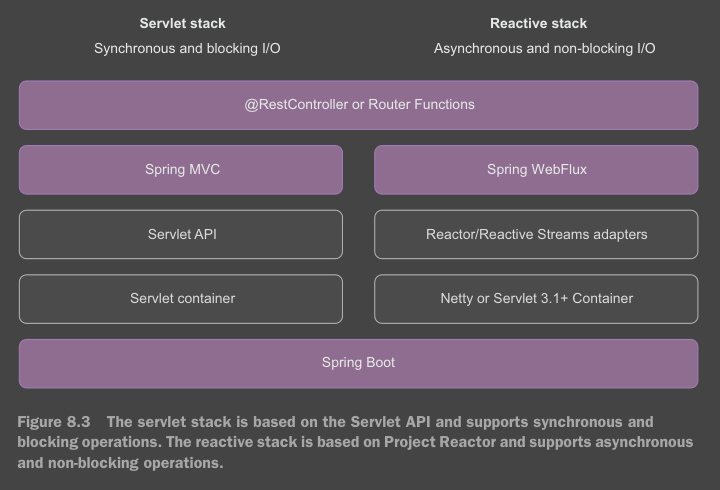 Servlet stack
Synchronous and blocking I/O
Reactive stack
Asynchronous and non-blocking I/O
@RestController or Router Functions
Spring MVC
Spring WebFlux
Servlet API
Reactor/Reactive Streams adapters
Servlet container
Netty or Servlet 3.1+ Container
Spring Boot
Figure 8.3 The servlet stack is based on the Servlet API and supports synchronous and
blocking operations. The reactive stack is based on Project Reactor and supports asynchronous
and non-blocking operations.